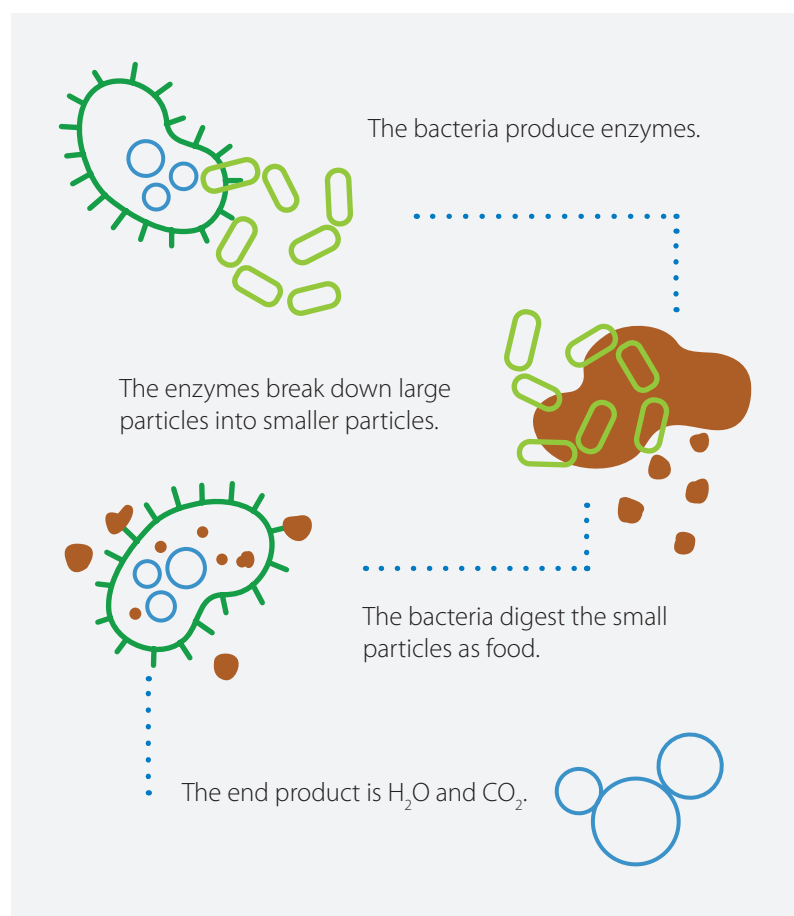 The bacteria produce enzymes.
The enzymes break down large
particles into smaller particles.
The bacteria digest the small
particles as food.
The end product is H₂O and CO₂.